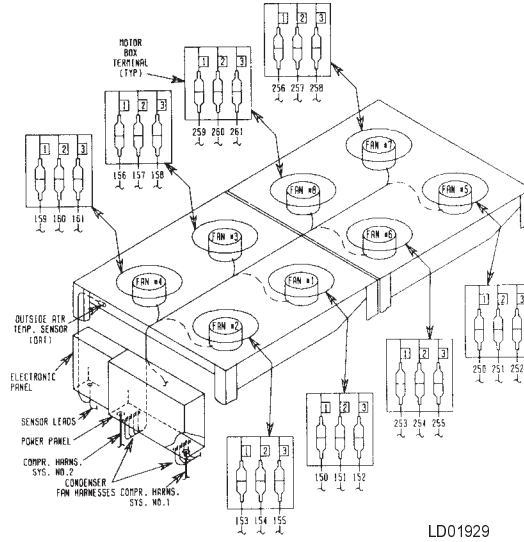 1 2 3
256 257 258
MOTOR
BOX
TERMINAL
(TYP)
1 2 3
259 260 261
1 2 3
156 157 158
1 2 3
159 160 161
FAN #7
FAN #8
FAN #5
FAN #3
FAN #6
FAN #4
FAN #1
FAN #2
OUTSIDE AIR
TEMP. SENSOR
(OAT)
ELECTRONIC
PANEL
SENSOR LEADS
POWER PANEL
COMPR. HARNS.
SYS. NO.2
CONDENSER
FAN HARNESSES
COMPR. HARNS.
SYS. NO.1
1 2 3
250 251 252
1 2 3
253 254 255
1 2 3
150 151 152
1 2 3
153 154 155
LD01929